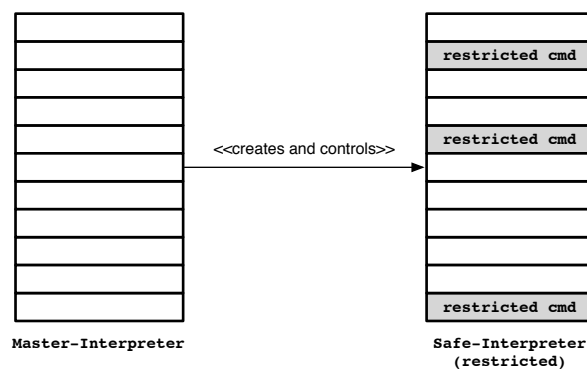 restricted cmd
restricted cmd
<<creates and controls>>
restricted cmd
Master-Interpreter
Safe-Interpreter
(restricted)